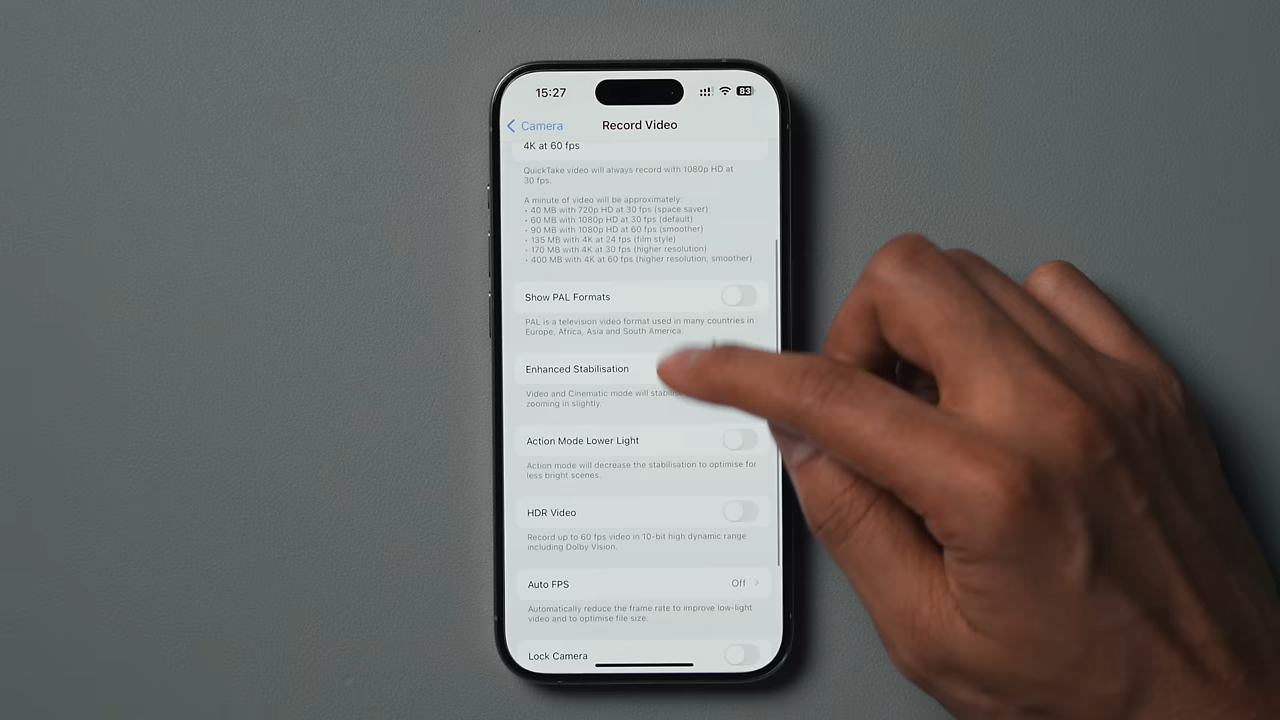 15:27
83
Camera
Record Video
4K at 60 fps
QuickTake video will always record with 1080p HD at
30 fps.
A minute of video will be approximately:
• 40 MB with 720p HD at 30 fps (space saver)
• 60 MB with 1080p HD at 30 fps (default)
• 90 MB with 1080p HD at 60 fps (smoother)
• 135 MB with 4K at 24 fps (film style)
• 170 MB with 4K at 30 fps (higher resolution)
• 400 MB with 4K at 60 fps (higher resolution, smoother)
Show PAL Formats
PAL is a television video format used in many countries in
Europe, Africa, Asia and South America.
Enhanced Stabilisation
Video and Cinematic mode will
zooming in slightly.
Action Mode Lower Light
Action mode will decrease the stabilisation to optimise for
less bright scenes.
HDR Video
Record up to 60 fps video in 10-bit high dynamic range
including Dolby Vision.
Auto FPS
Off
Automatically reduce the frame rate to improve low-light
video and to optimise file size.
Lock Camera